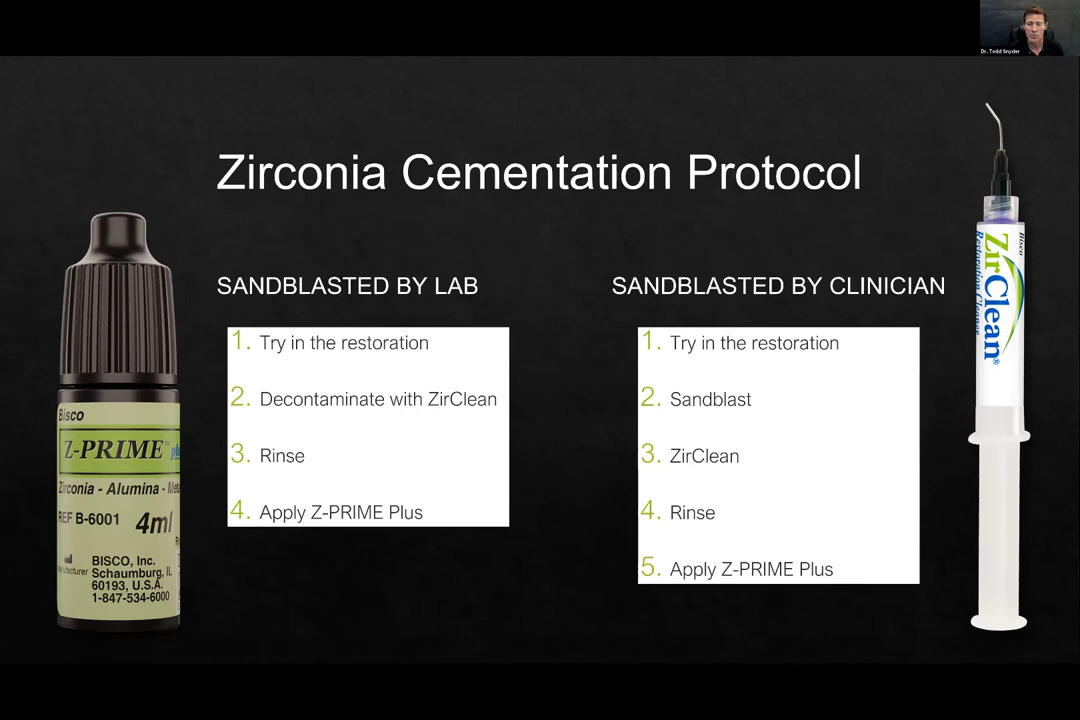 Dr. Todd Snyder
Zirconia Cementation Protocol
SANDBLASTED BY LAB
1. Try in the restoration
2. Decontaminate with ZirClean
3. Rinse
4. Apply Z-PRIME Plus
SANDBLASTED BY CLINICIAN
1. Try in the restoration
2. Sandblast
3. ZirClean
4. Rinse
5. Apply Z-PRIME Plus
Bisco
Z-PRIME™
Zirconia - Alumina -
REF B-6001
4ml
BISCO, Inc.
Schaumburg, IL
60193, U.S.A.
1-847-534-6000
Bisco
ZirClean®
Restoration Cleaner